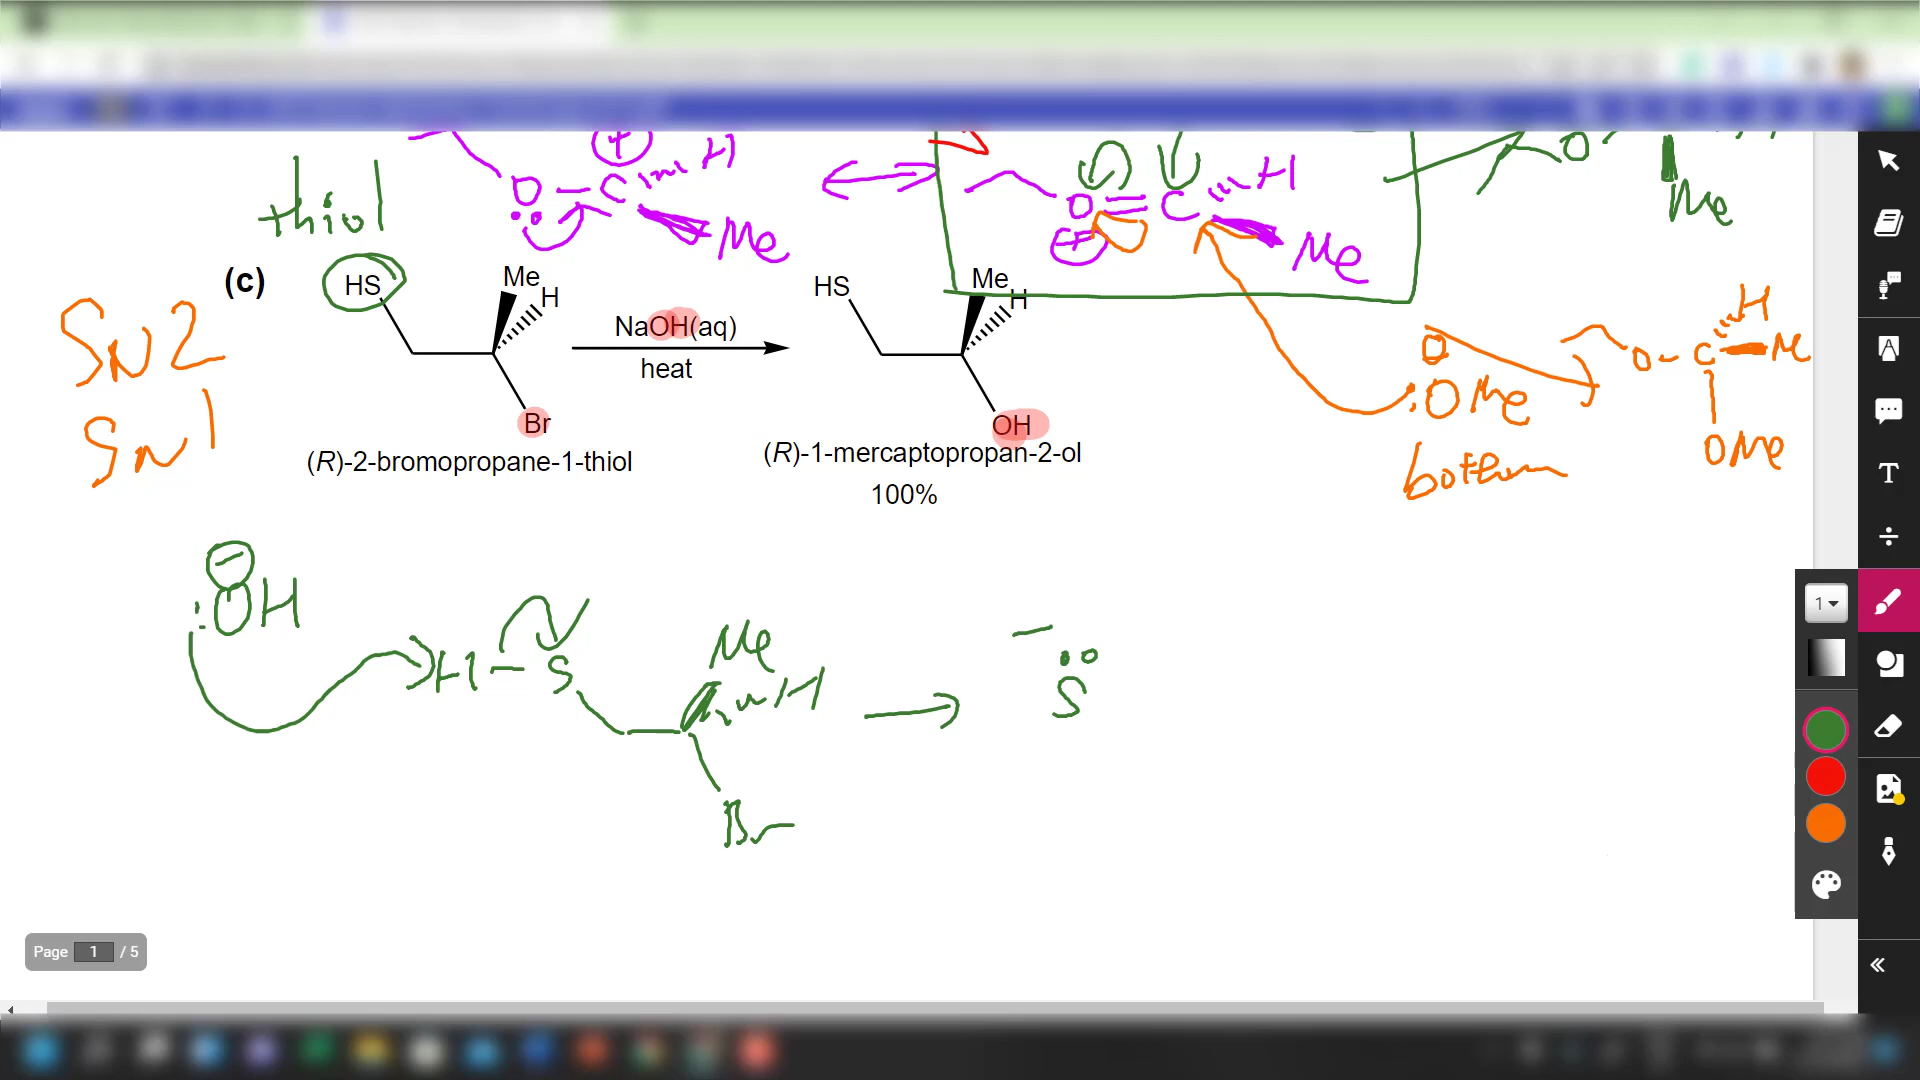 thiol
O – C H
Me
O = C H
Me
O
Me
(c)
HS
Me
H
Br
(R)-2-bromopropane-1-thiol
NaOH(aq)
heat
HS
Me
H
OH
(R)-1-mercaptopropan-2-ol
100%
SN2
SN1
:OMe
bottom
O – C H
Me
OMe
:OH
H – S
Me
H
Br
S
Page 1 / 5
1
T